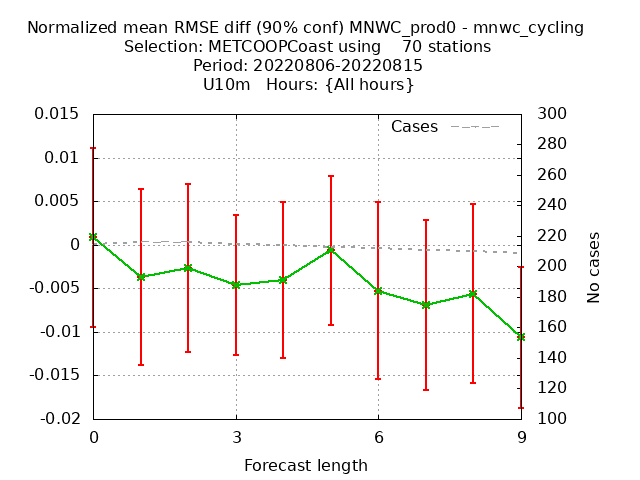 Normalized mean RMSE diff (90% conf) MNWC_prod0 - mnwc_cycling
Selection: METCOOPCoast using    70 stations
Period: 20220806-20220815
U10m   Hours: {All hours}
Cases
0.015
0.01
0.005
0
-0.005
-0.01
-0.015
-0.02
300
280
260
240
220
200
180
160
140
120
100
No cases
0 3 6 9
Forecast length